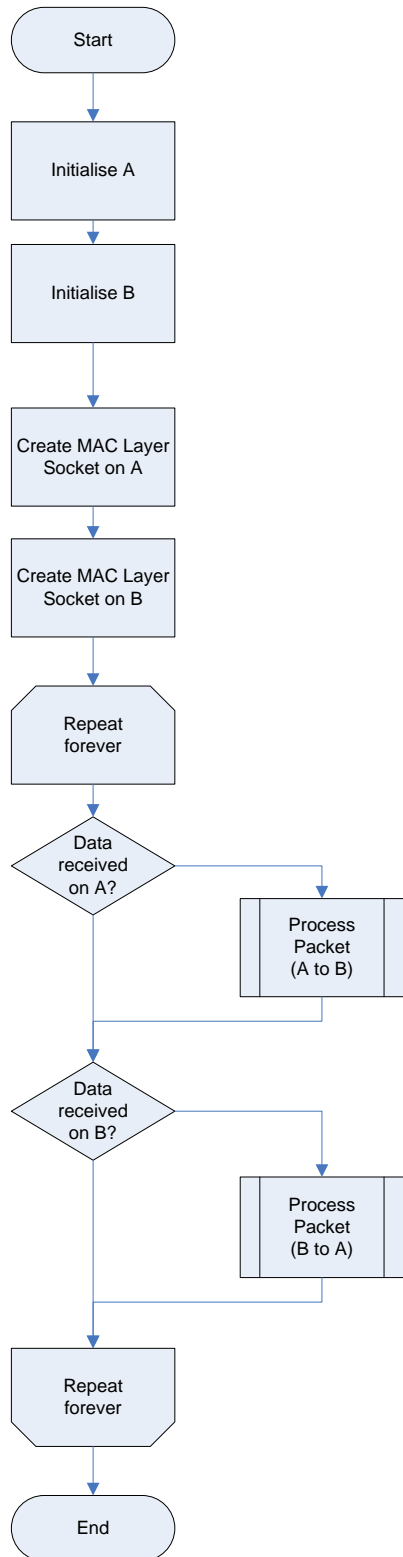 Start
Initialise A
Initialise B
Create MAC Layer
Socket on A
Create MAC Layer
Socket on B
Repeat
forever
Data
received
on A?
Process
Packet
(A to B)
Data
received
on B?
Process
Packet
(B to A)
Repeat
forever
End